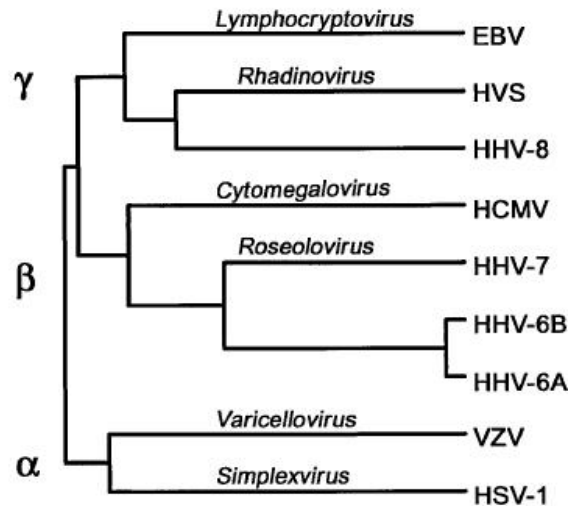 Lymphocryptovirus
EBV
γ
Rhadinovirus
HVS
HHV-8
Cytomegalovirus
HCMV
Roseolovirus
HHV-7
β
HHV-6B
HHV-6A
Varicellovirus
VZV
α
Simplexvirus
HSV-1